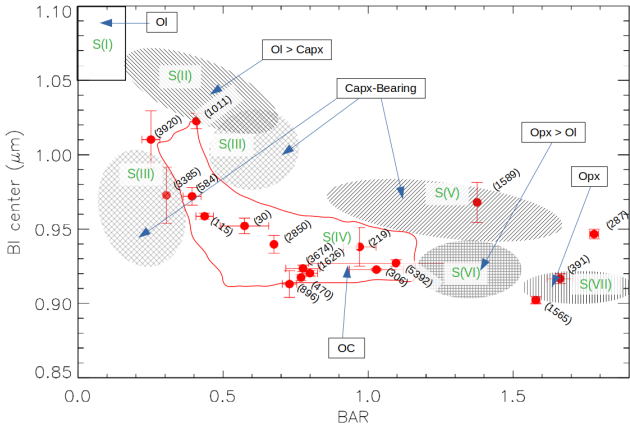 1.10
Ol
S(I)
Ol > Capx
S(II)
1.05
Capx-Bearing
(1011)
(3920)
Opx > Ol
S(III)
1.00
BI center (μm)
(1589)
Opx
S(III)
(3385)
(584)
S(V)
(287)
(115)
(30)
0.95
(2850)
S(IV)
(219)
(3674)
(1626)
(5392)
S(VI)
(391)
S(VII)
(306)
(470)
(896)
0.90
(1565)
OC
0.85
0.0
0.5
1.0
1.5
BAR